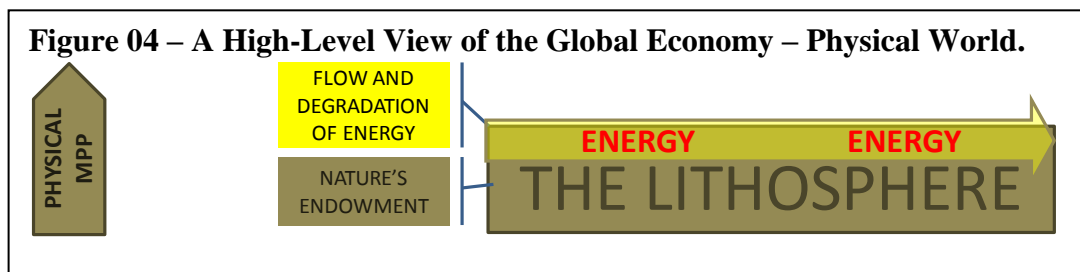 Figure 04 – A High-Level View of the Global Economy – Physical World.
PHYSICAL
MPP
FLOW AND
DEGRADATION
OF ENERGY
NATURE'S
ENDOWMENT
ENERGY ENERGY
THE LITHOSPHERE